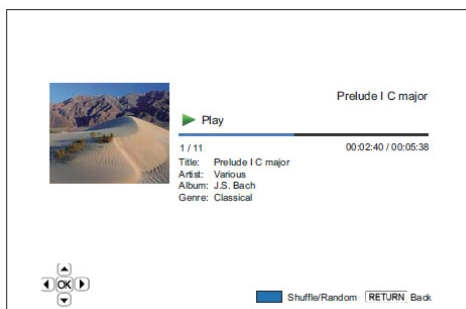 Prelude I C major
Play
1 / 11
00:02:40 / 00:05:38
Title: Prelude I C major
Artist: Various
Album: J.S. Bach
Genre: Classical
OK
Shuffle/Random RETURN Back